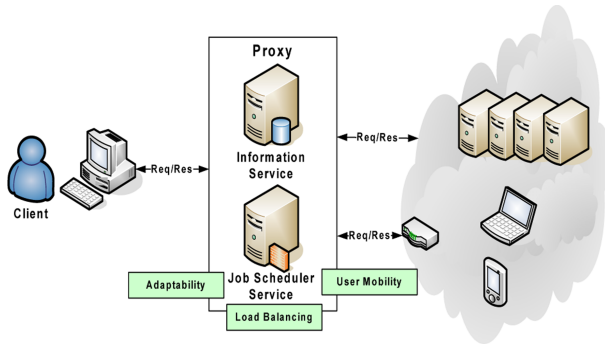 Proxy
Information
Service
Req/Res
Req/Res
Client
Req/Res
Job Scheduler
Service
Adaptability
User Mobility
Load Balancing